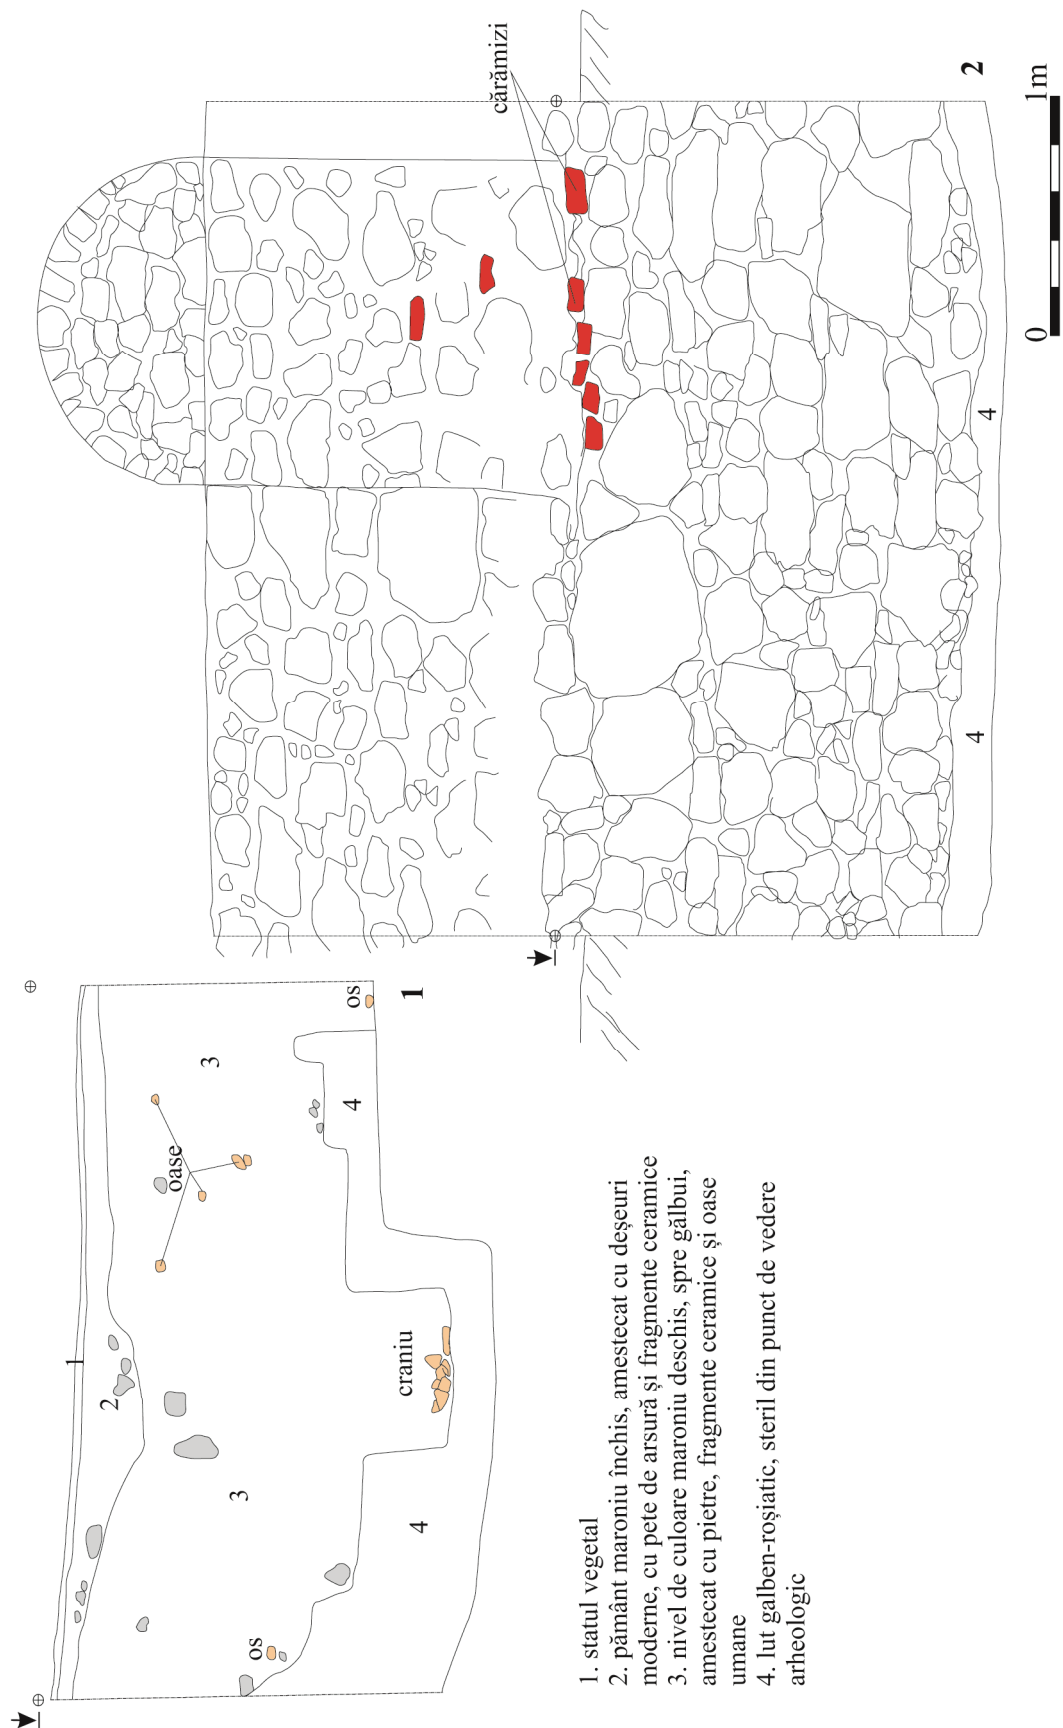 1
2
3
3
4
4
oase
os
os
craniu
1
cărămizi
4
4
2
0
1m
1. statul vegetal
2. pământ maroniu închis, amestecat cu deșeuri
moderne, cu pete de arsură și fragmente ceramice
3. nivel de culoare maroniu deschis, spre gălbui,
amestecat cu pietre, fragmente ceramice și oase
umane
4. lut galben-roșiatic, steril din punct de vedere
arheologic